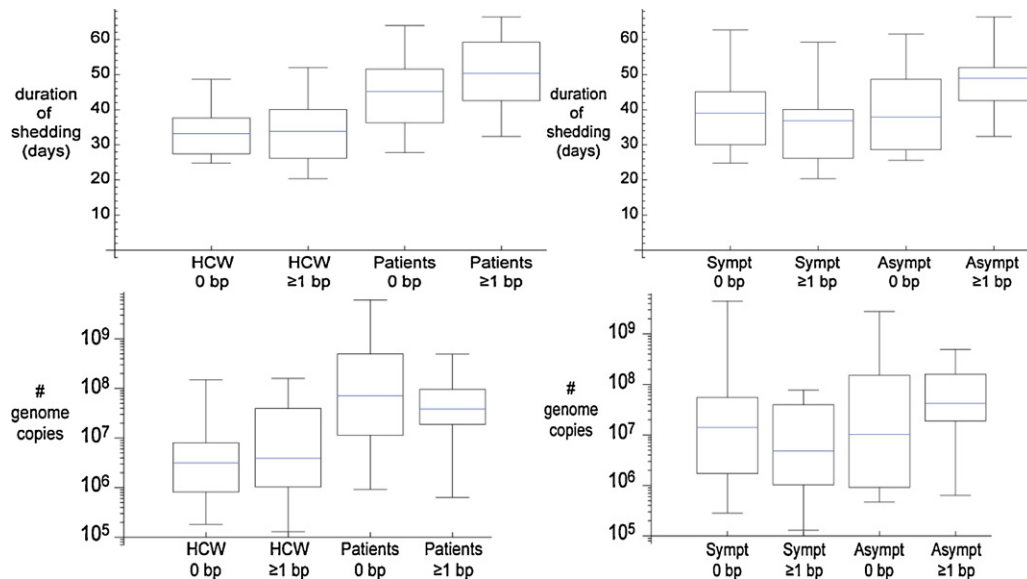 60
50
40
30
20
10
duration
of
shedding
(days)
HCW HCW Patients Patients
0 bp ≥1 bp 0 bp ≥1 bp
60
50
40
30
20
10
duration
of
shedding
(days)
Sympt Sympt Asympt Asympt
0 bp ≥1 bp 0 bp ≥1 bp
10⁹
10⁸
10⁷
10⁶
10⁵
#
genome
copies
HCW HCW Patients Patients
0 bp ≥1 bp 0 bp ≥1 bp
10⁹
10⁸
10⁷
10⁶
10⁵
#
genome
copies
Sympt Sympt Asympt Asympt
0 bp ≥1 bp 0 bp ≥1 bp